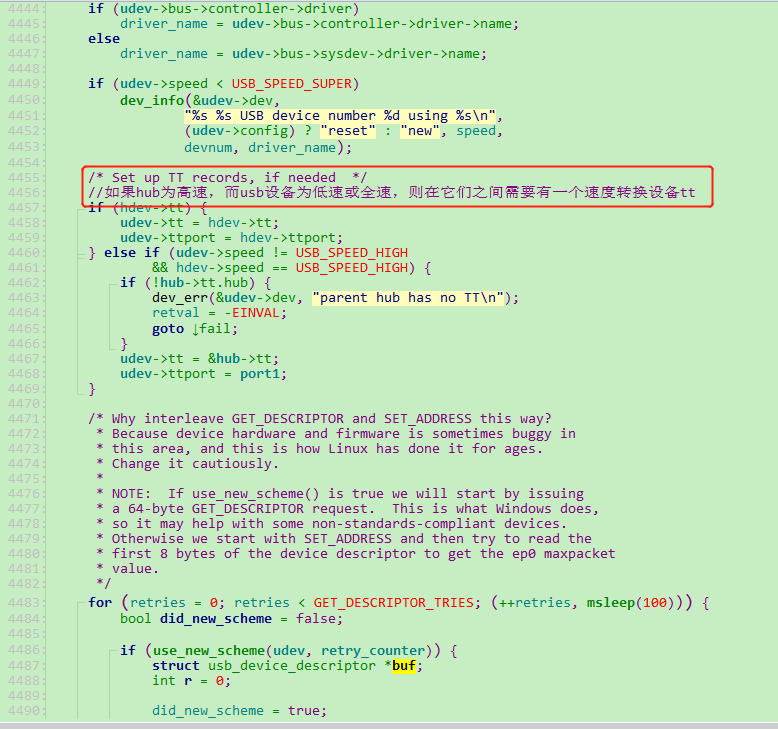 4444: if (udev->bus->controller->driver)
4445: driver_name = udev->bus->controller->driver->name;
4446: else
4447: driver_name = udev->bus->sysdev->driver->name;
4448:
4449: if (udev->speed < USB_SPEED_SUPER)
4450: dev_info(&udev->dev,
4451: "%s %s USB device number %d using %s\n",
4452: (udev->config) ? "reset" : "new", speed,
4453: devnum, driver_name);
4454:
4455: /* Set up TT records, if needed */
4456: //如果hub为高速，而usb设备为低速或全速，则在它们之间需要有一个速度转换设备tt
4457: if (hdev->tt) {
4458: udev->tt = hdev->tt;
4459: udev->ttport = hdev->ttport;
4460: } else if (udev->speed != USB_SPEED_HIGH
4461: && hdev->speed == USB_SPEED_HIGH) {
4462: if (!hub->tt.hub) {
4463: dev_err(&udev->dev, "parent hub has no TT\n");
4464: retval = -EINVAL;
4465: goto ↓fail;
4466: }
4467: udev->tt = &hub->tt;
4468: udev->ttport = port1;
4469: }
4470:
4471: /* Why interleave GET_DESCRIPTOR and SET_ADDRESS this way?
4472: * Because device hardware and firmware is sometimes buggy in
4473: * this area, and this is how Linux has done it for ages.
4474: * Change it cautiously.
4475: *
4476: * NOTE: If use_new_scheme() is true we will start by issuing
4477: * a 64-byte GET_DESCRIPTOR request. This is what Windows does,
4478: * so it may help with some non-standards-compliant devices.
4479: * Otherwise we start with SET_ADDRESS and then try to read the
4480: * first 8 bytes of the device descriptor to get the ep0 maxpacket
4481: * value.
4482: */
4483: for (retries = 0; retries < GET_DESCRIPTOR_TRIES; (++retries, msleep(100))) {
4484: bool did_new_scheme = false;
4485:
4486: if (use_new_scheme(udev, retry_counter)) {
4487: struct usb_device_descriptor *buf;
4488: int r = 0;
4489:
4490: did_new_scheme = true;